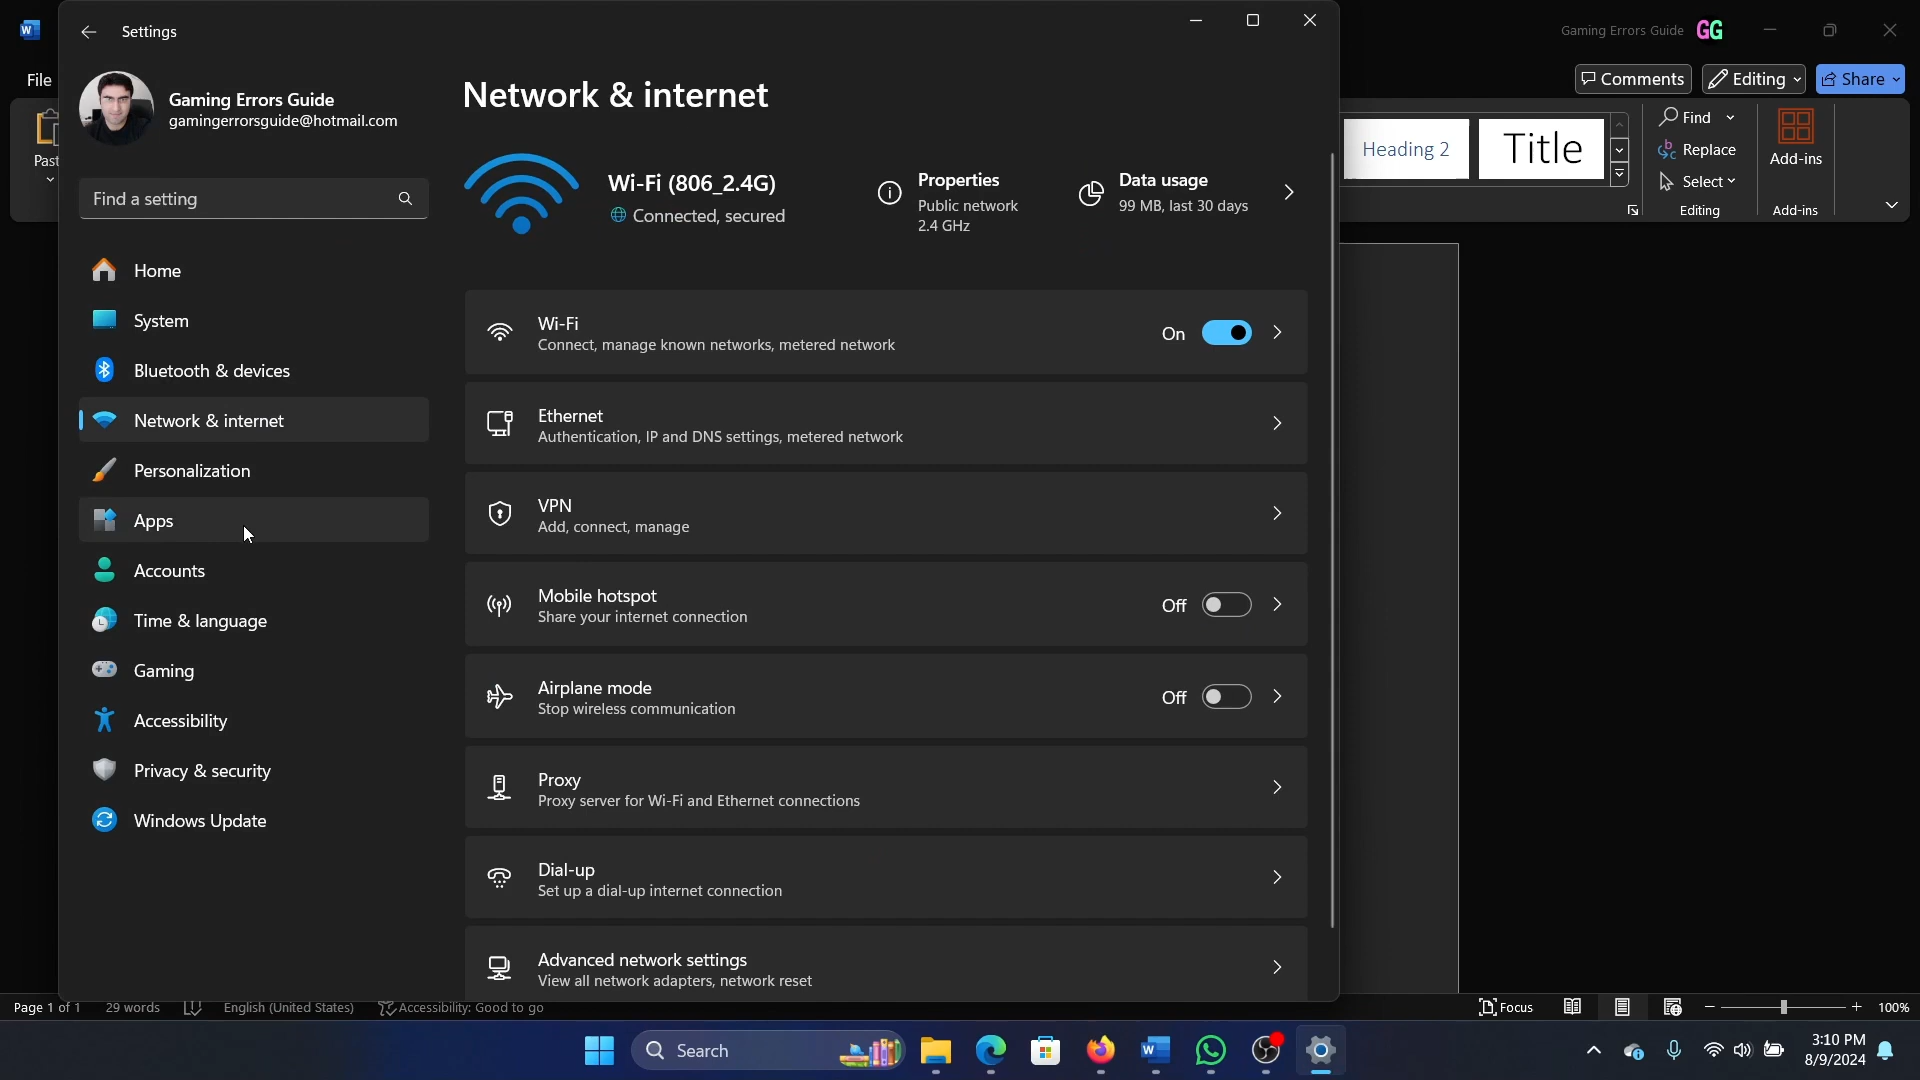 Settings
Gaming Errors Guide
gamingerrorsguide@hotmail.com
Find a setting
Home
System
Bluetooth & devices
Network & internet
Personalization
Apps
Accounts
Time & language
Gaming
Accessibility
Privacy & security
Windows Update
Network & internet
Wi-Fi (806_2.4G)
Connected, secured
Properties
Public network
2.4 GHz
Data usage
99 MB, last 30 days
Wi-Fi
Connect, manage known networks, metered network
On
Ethernet
Authentication, IP and DNS settings, metered network
VPN
Add, connect, manage
Mobile hotspot
Share your internet connection
Off
Airplane mode
Stop wireless communication
Off
Proxy
Proxy server for Wi-Fi and Ethernet connections
Dial-up
Set up a dial-up internet connection
Advanced network settings
View all network adapters, network reset
W
File
Past
Gaming Errors Guide
GG
Comments
Editing
Share
Heading 2
Title
Find
Replace
Select
Editing
Add-ins
Add-ins
Page 1 of 1
29 words
English (United States)
Accessibility: Good to go
Focus
100%
Search
W
3:10 PM
8/9/2024